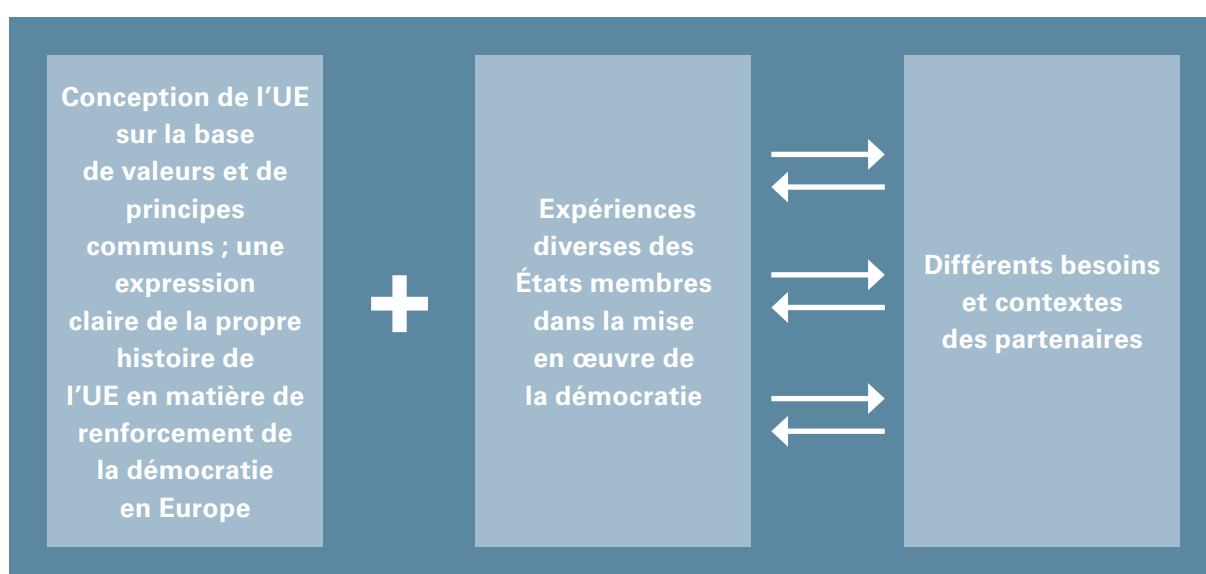 Conception de l’UE
sur la base
de valeurs et de
principes
communs ; une
expression
claire de la propre
histoire de
l’UE en matière de
renforcement de
la démocratie
en Europe
+
Expériences
diverses des
États membres
dans la mise
en œuvre de
la démocratie
Différents besoins
et contextes
des partenaires